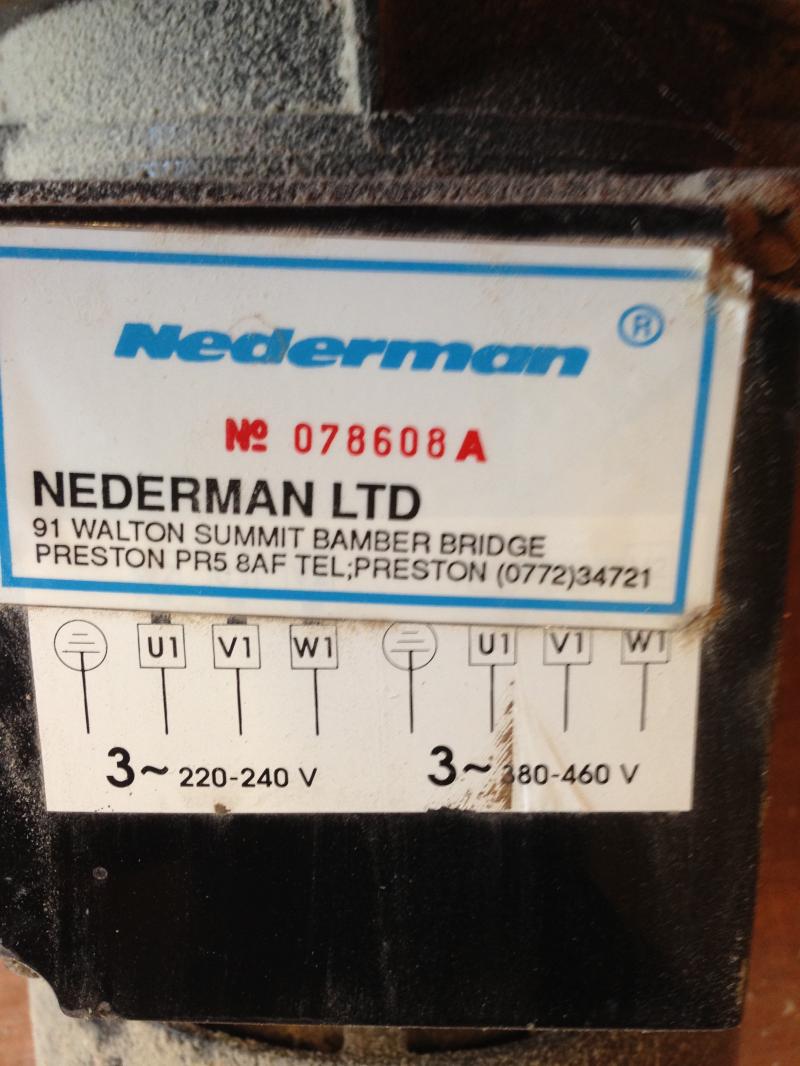 Nederman ®
Nº 078608 A
NEDERMAN LTD
91 WALTON SUMMIT BAMBER BRIDGE
PRESTON PR5 8AF TEL;PRESTON (0772)34721
U1 V1 W1 U1 V1 W1
3~ 220-240 V 3~ 380-460 V